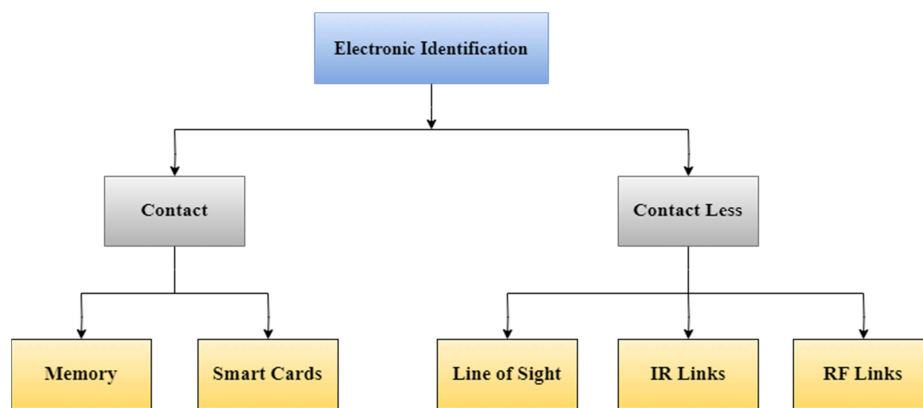 Electronic Identification
Contact
Contact Less
Memory
Smart Cards
Line of Sight
IR Links
RF Links